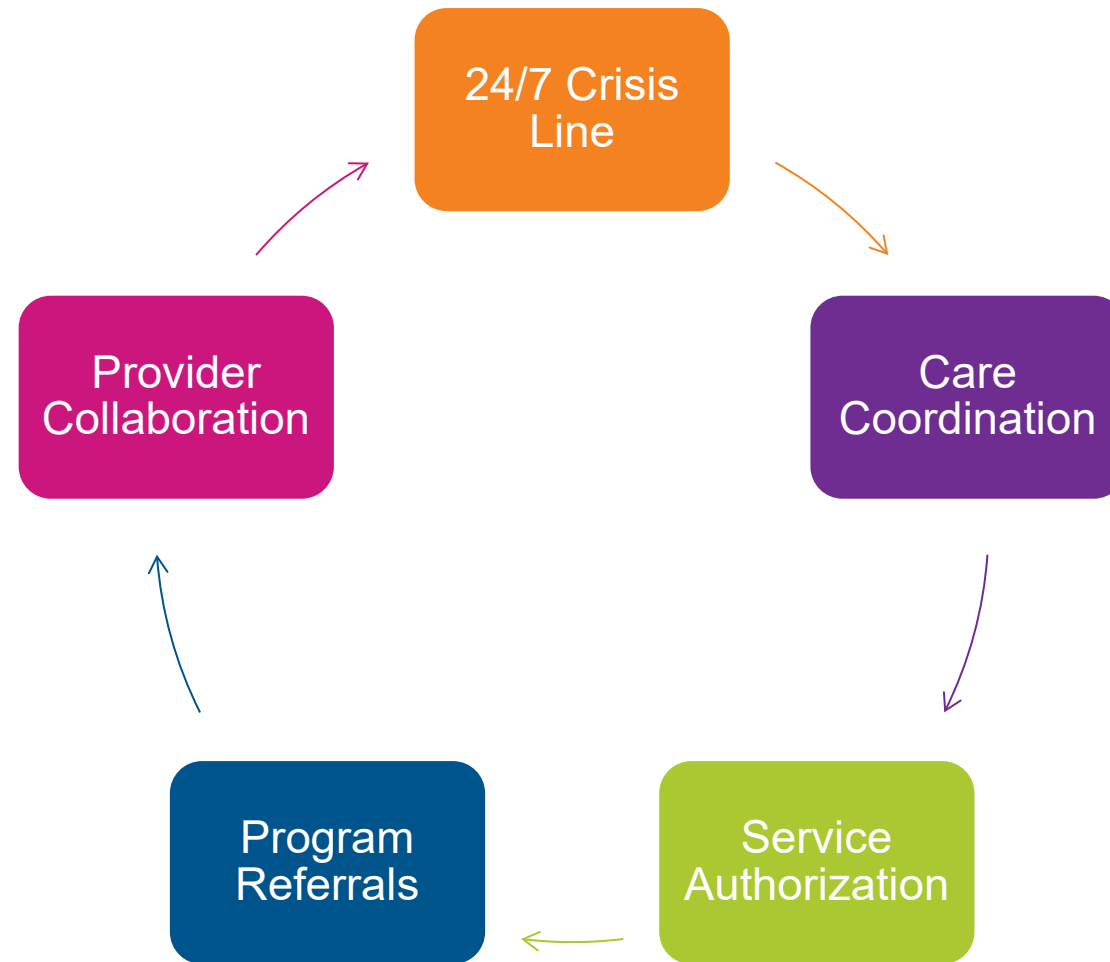 24/7 Crisis
Line
Care
Coordination
Service
Authorization
Program
Referrals
Provider
Collaboration